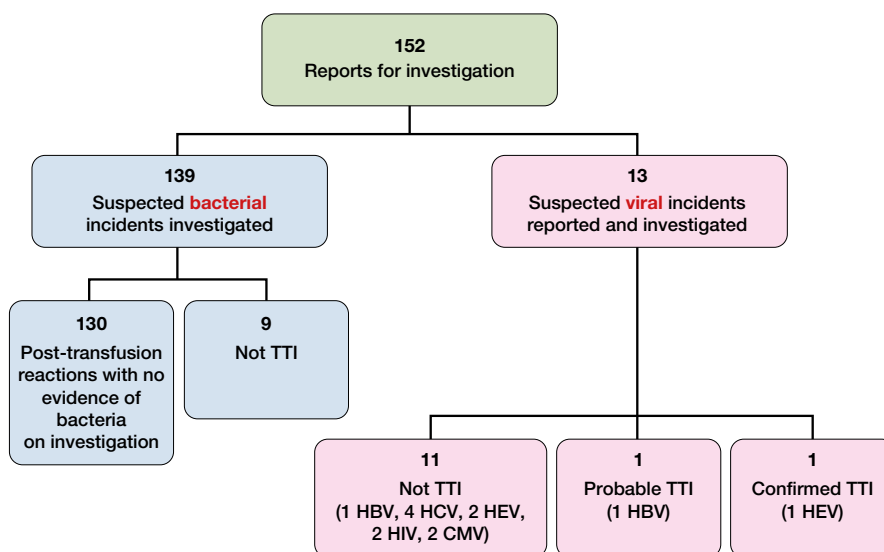 152
Reports for investigation
139
Suspected bacterial
incidents investigated
13
Suspected viral incidents
reported and investigated
130
Post-transfusion
reactions with no
evidence of
bacteria
on investigation
9
Not TTI
11
Not TTI
(1 HBV, 4 HCV, 2 HEV,
2 HIV, 2 CMV)
1
Probable TTI
(1 HBV)
1
Confirmed TTI
(1 HEV)